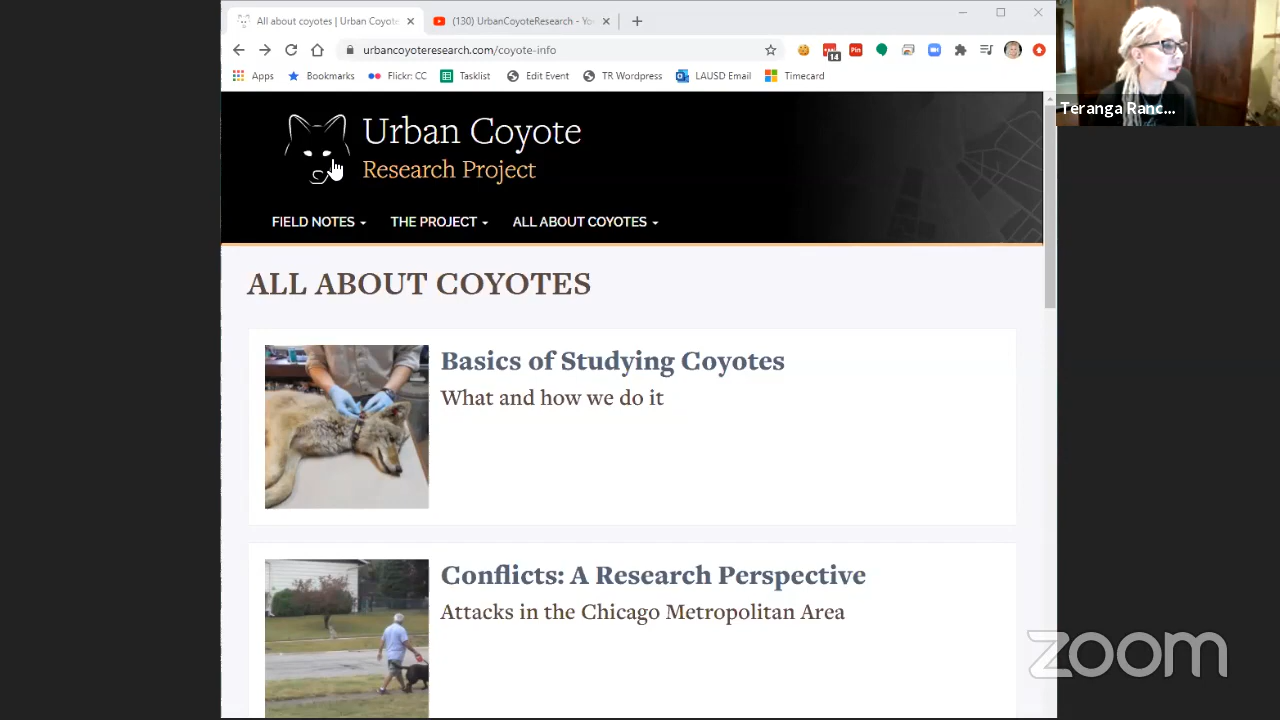 All about coyotes | Urban Coyote
(130) UrbanCoyoteResearch - Yo
urbancoyoteresearch.com/coyote-info
14
Pin
Apps
Bookmarks
Flickr: CC
Tasklist
Edit Event
TR Wordpress
LAUSD Email
Timecard
Teranga Ranc...
Urban Coyote
Research Project
FIELD NOTES
THE PROJECT
ALL ABOUT COYOTES
ALL ABOUT COYOTES
Basics of Studying Coyotes
What and how we do it
Conflicts: A Research Perspective
Attacks in the Chicago Metropolitan Area
zoom